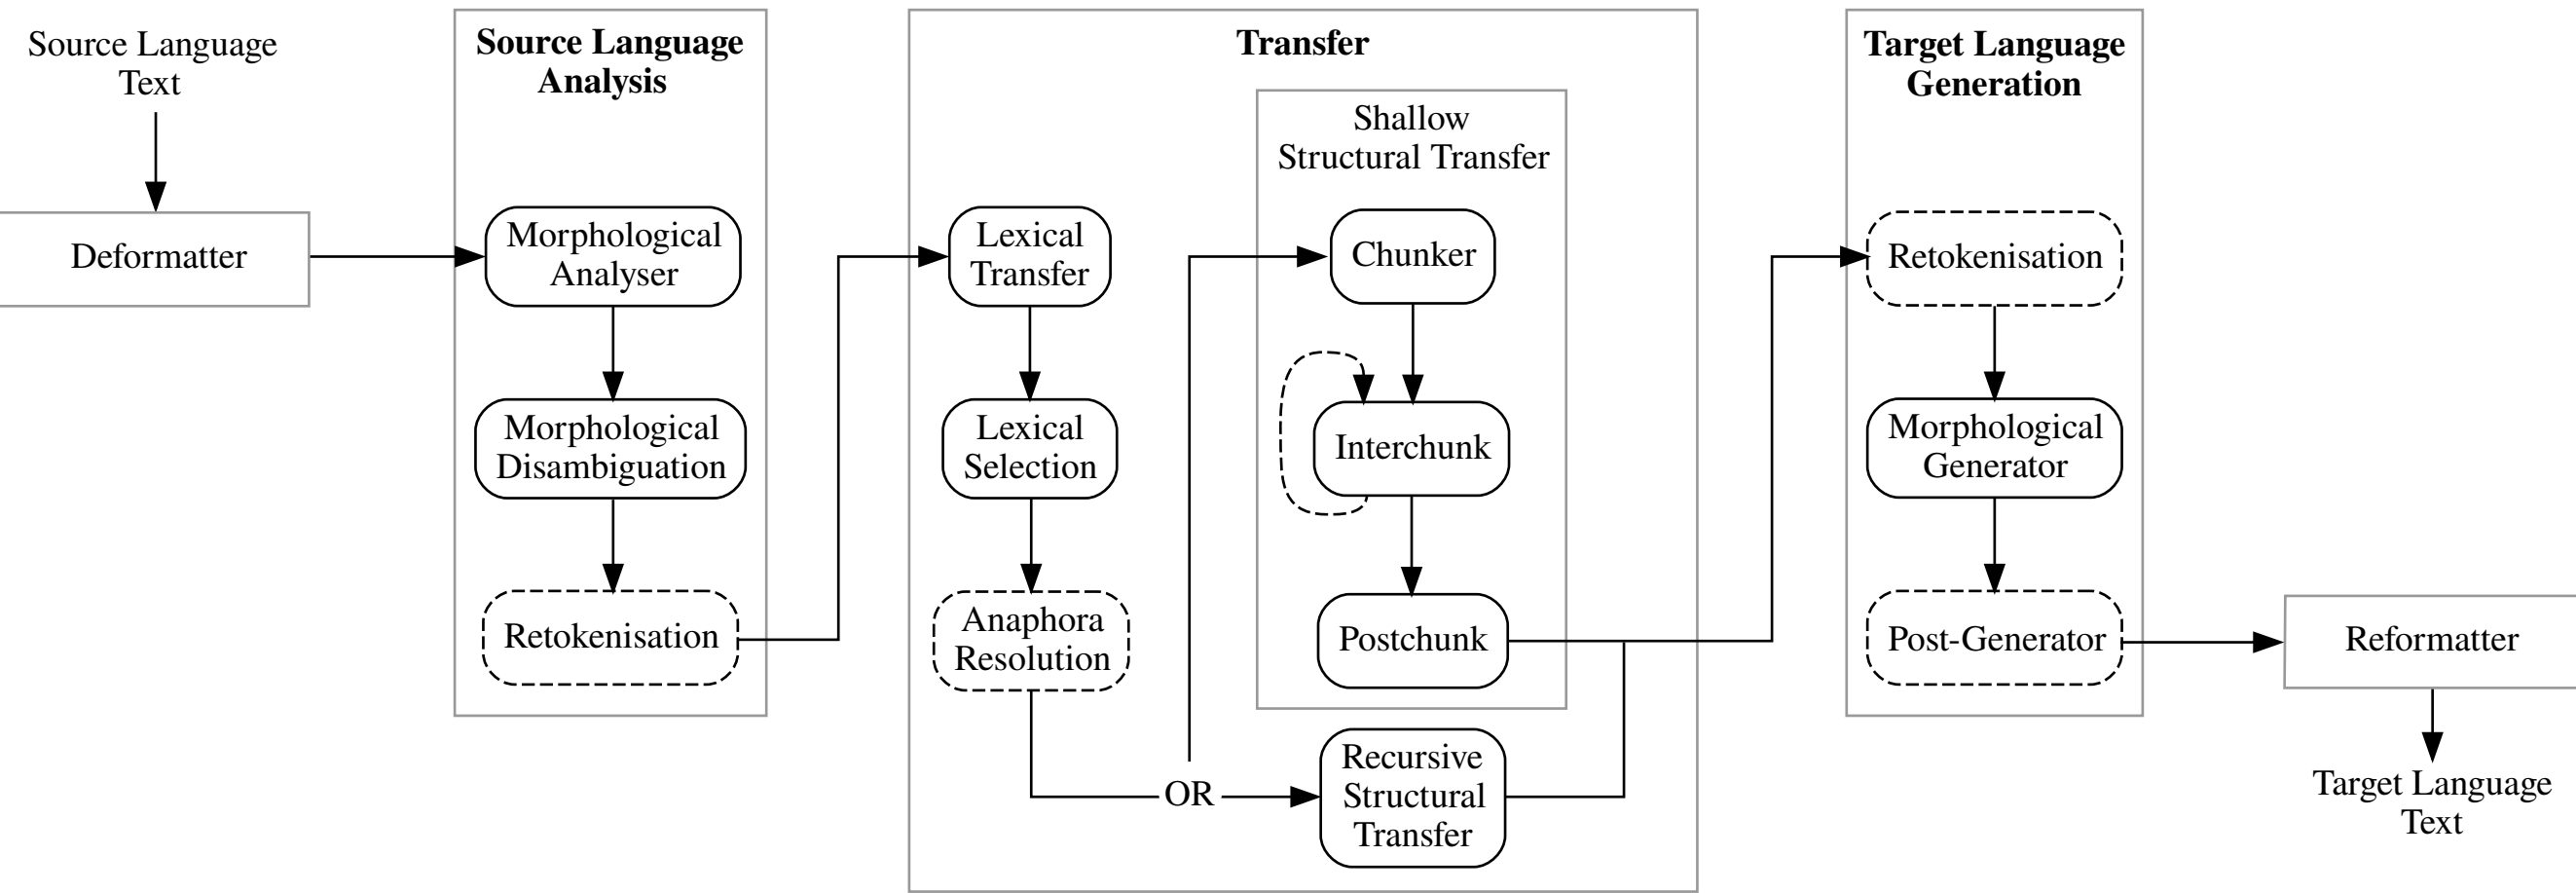 Source Language
Text
Deformatter
Source Language
Analysis
Morphological
Analyser
Morphological
Disambiguation
Retokenisation
Transfer
Lexical
Transfer
Lexical
Selection
Anaphora
Resolution
OR
Shallow
Structural Transfer
Chunker
Interchunk
Postchunk
Recursive
Structural
Transfer
Target Language
Generation
Retokenisation
Morphological
Generator
Post-Generator
Reformatter
Target Language
Text